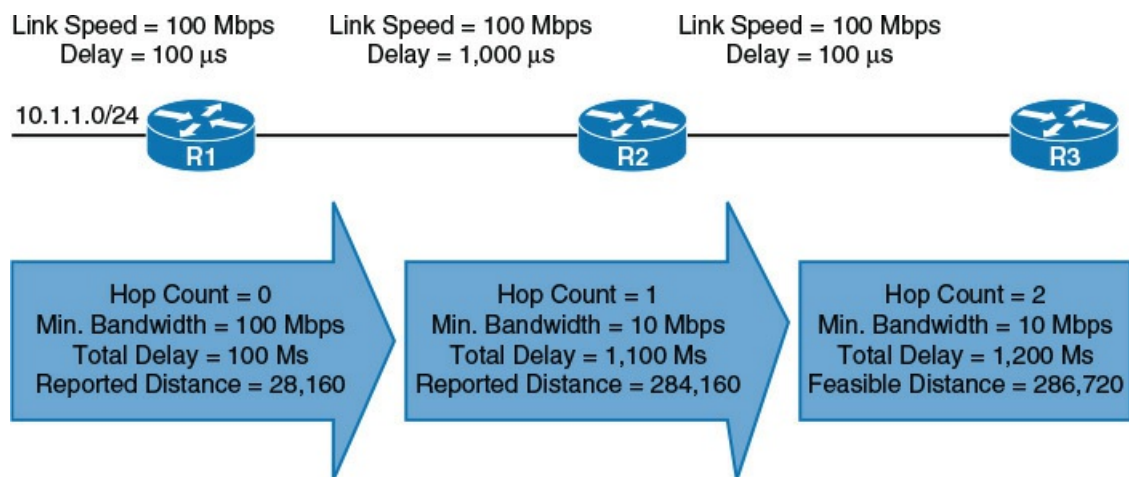 Link Speed = 100 Mbps
Delay = 100 μs
Link Speed = 100 Mbps
Delay = 1,000 μs
Link Speed = 100 Mbps
Delay = 100 μs
10.1.1.0/24
R1
R2
R3
Hop Count = 0
Min. Bandwidth = 100 Mbps
Total Delay = 100 Ms
Reported Distance = 28,160
Hop Count = 1
Min. Bandwidth = 10 Mbps
Total Delay = 1,100 Ms
Reported Distance = 284,160
Hop Count = 2
Min. Bandwidth = 10 Mbps
Total Delay = 1,200 Ms
Feasible Distance = 286,720